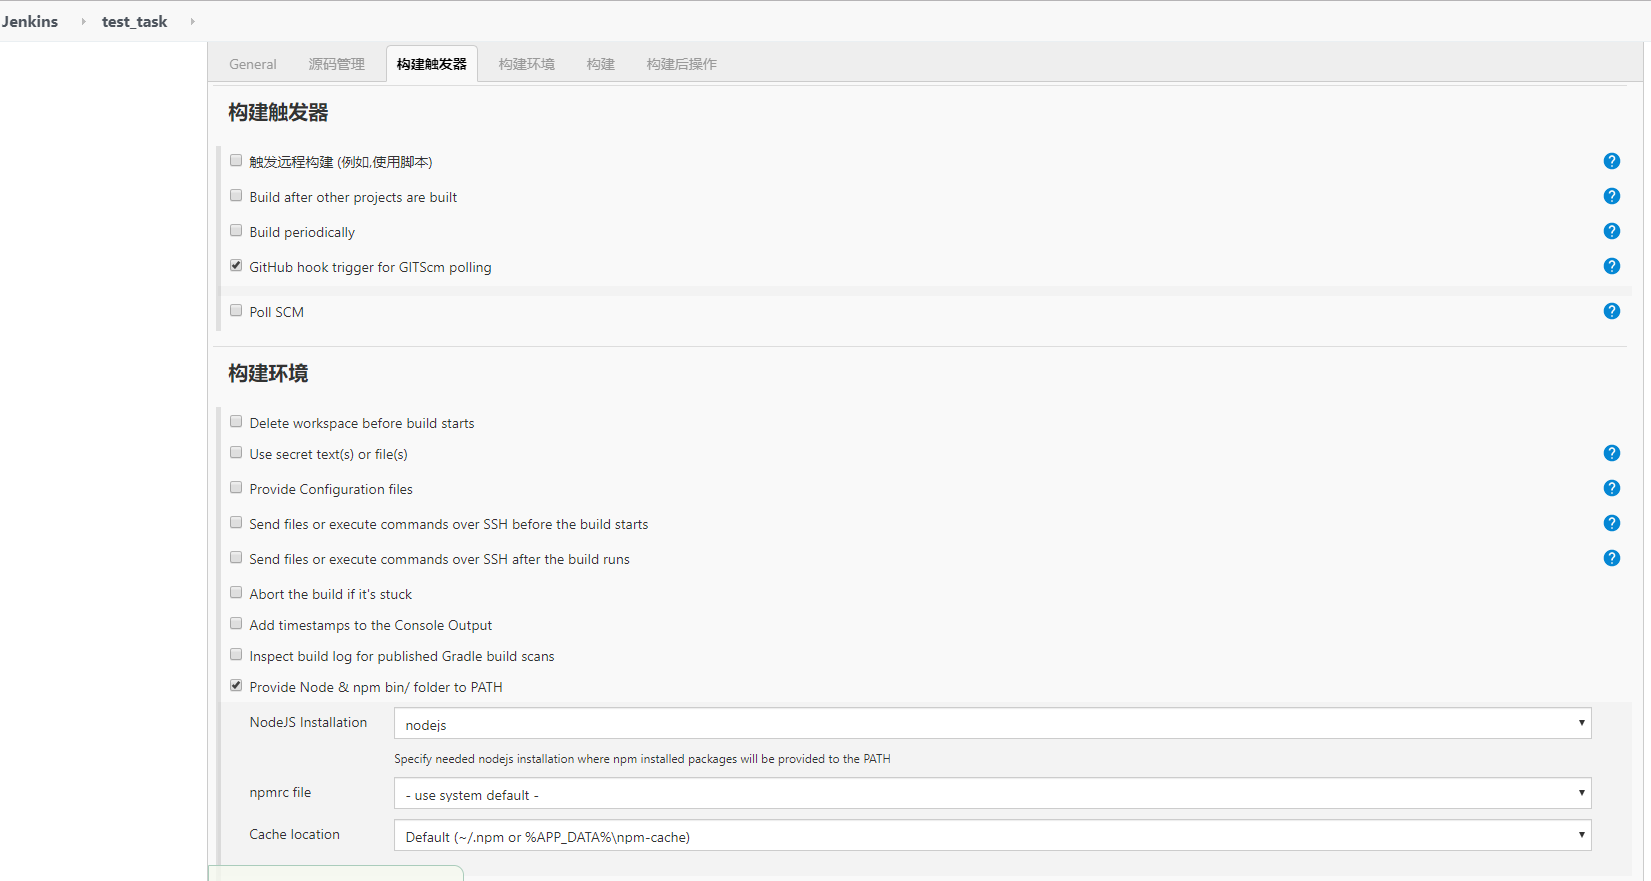 Jenkins test_task
General 源码管理 构建触发器 构建环境 构建 构建后操作
构建触发器
触发远程构建 (例如,使用脚本)
Build after other projects are built
Build periodically
GitHub hook trigger for GITScm polling
Poll SCM
构建环境
Delete workspace before build starts
Use secret text(s) or file(s)
Provide Configuration files
Send files or execute commands over SSH before the build starts
Send files or execute commands over SSH after the build runs
Abort the build if it's stuck
Add timestamps to the Console Output
Inspect build log for published Gradle build scans
Provide Node & npm bin/ folder to PATH
NodeJS Installation nodejs
Specify needed nodejs installation where npm installed packages will be provided to the PATH
npmrc file - use system default -
Cache location Default (~/.npm or %APP_DATA%\npm-cache)